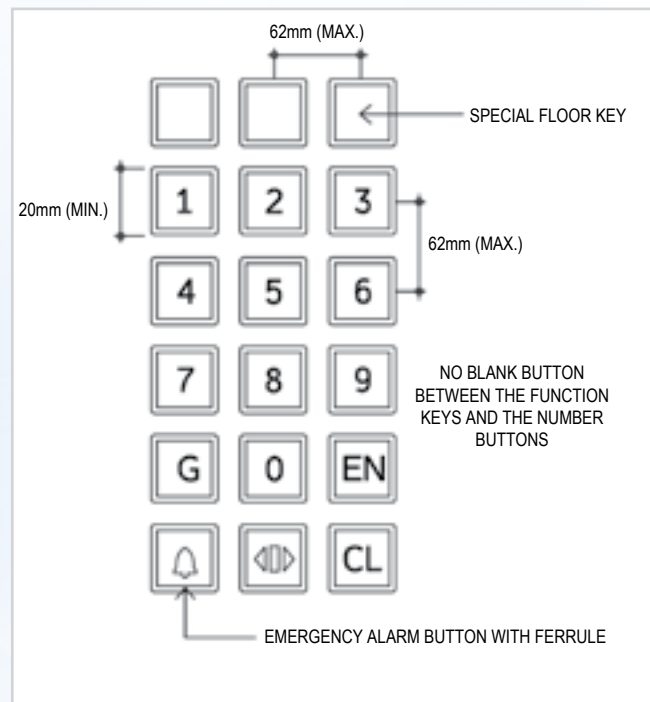 62mm (MAX.)
SPECIAL FLOOR KEY
20mm (MIN.)
1 2 3
62mm (MAX.)
4 5 6
7 8 9
NO BLANK BUTTON
BETWEEN THE FUNCTION
KEYS AND THE NUMBER
BUTTONS
G 0 EN
CL
EMERGENCY ALARM BUTTON WITH FERRULE